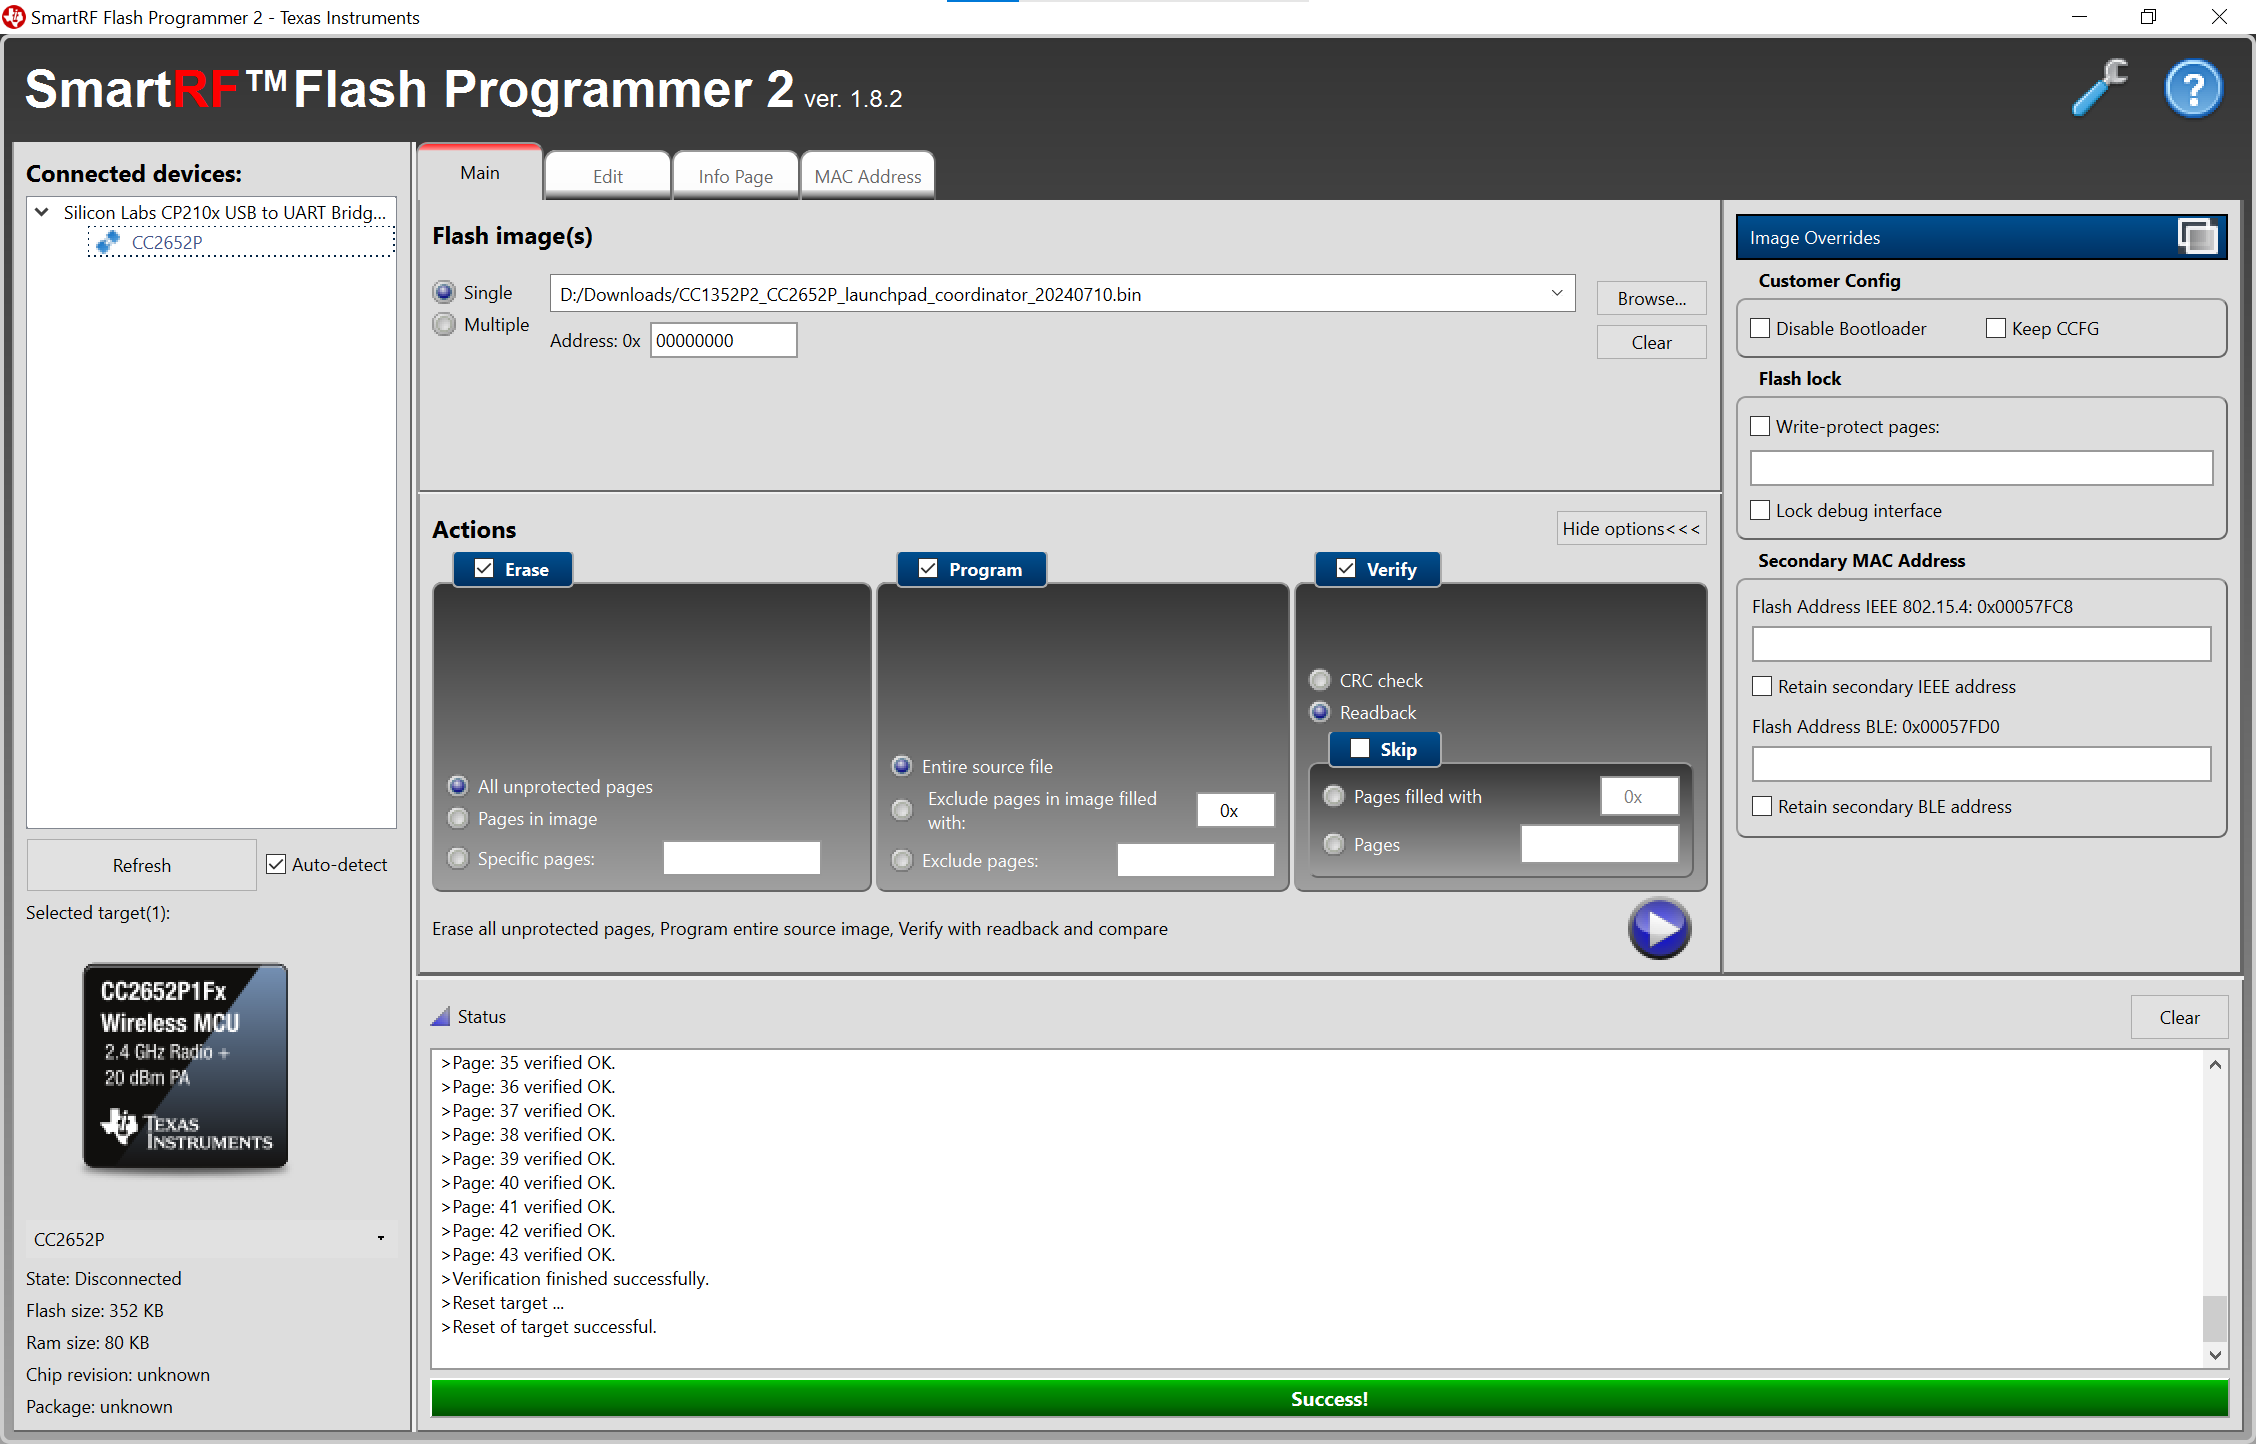 SmartRF Flash Programmer 2 - Texas Instruments
SmartRF™Flash Programmer 2 ver. 1.8.2
Connected devices:
Silicon Labs CP210x USB to UART Bridg...
CC2652P
Refresh
Auto-detect
Selected target(1):
CC2652P1Fx
Wireless MCU
2.4 GHz Radio +
20 dBm PA
TEXAS
INSTRUMENTS
CC2652P
State: Disconnected
Flash size: 352 KB
Ram size: 80 KB
Chip revision: unknown
Package: unknown
Main
Edit
Info Page
MAC Address
Flash image(s)
Single
D:/Downloads/CC1352P2_CC2652P_launchpad_coordinator_20240710.bin
Browse...
Multiple
Address: 0x
00000000
Clear
Actions
Hide options<<<
Erase
All unprotected pages
Pages in image
Specific pages:
Program
Entire source file
Exclude pages in image filled
with:
0x
Exclude pages:
Verify
CRC check
Readback
Skip
Pages filled with
0x
Pages
Erase all unprotected pages, Program entire source image, Verify with readback and compare
Image Overrides
Customer Config
Disable Bootloader
Keep CCFG
Flash lock
Write-protect pages:
Lock debug interface
Secondary MAC Address
Flash Address IEEE 802.15.4: 0x00057FC8
Retain secondary IEEE address
Flash Address BLE: 0x00057FD0
Retain secondary BLE address
Status
Clear
>Page: 35 verified OK.
>Page: 36 verified OK.
>Page: 37 verified OK.
>Page: 38 verified OK.
>Page: 39 verified OK.
>Page: 40 verified OK.
>Page: 41 verified OK.
>Page: 42 verified OK.
>Page: 43 verified OK.
>Verification finished successfully.
>Reset target ...
>Reset of target successful.
Success!